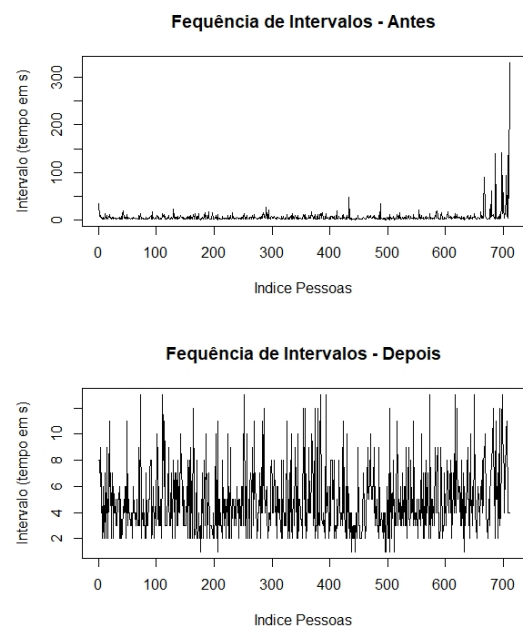 Fequência de Intervalos - Antes
Intervalo (tempo em s)
300
200
100
0
0 100 200 300 400 500 600 700
Indice Pessoas
Fequência de Intervalos - Depois
Intervalo (tempo em s)
10
8
6
4
2
0 100 200 300 400 500 600 700
Indice Pessoas